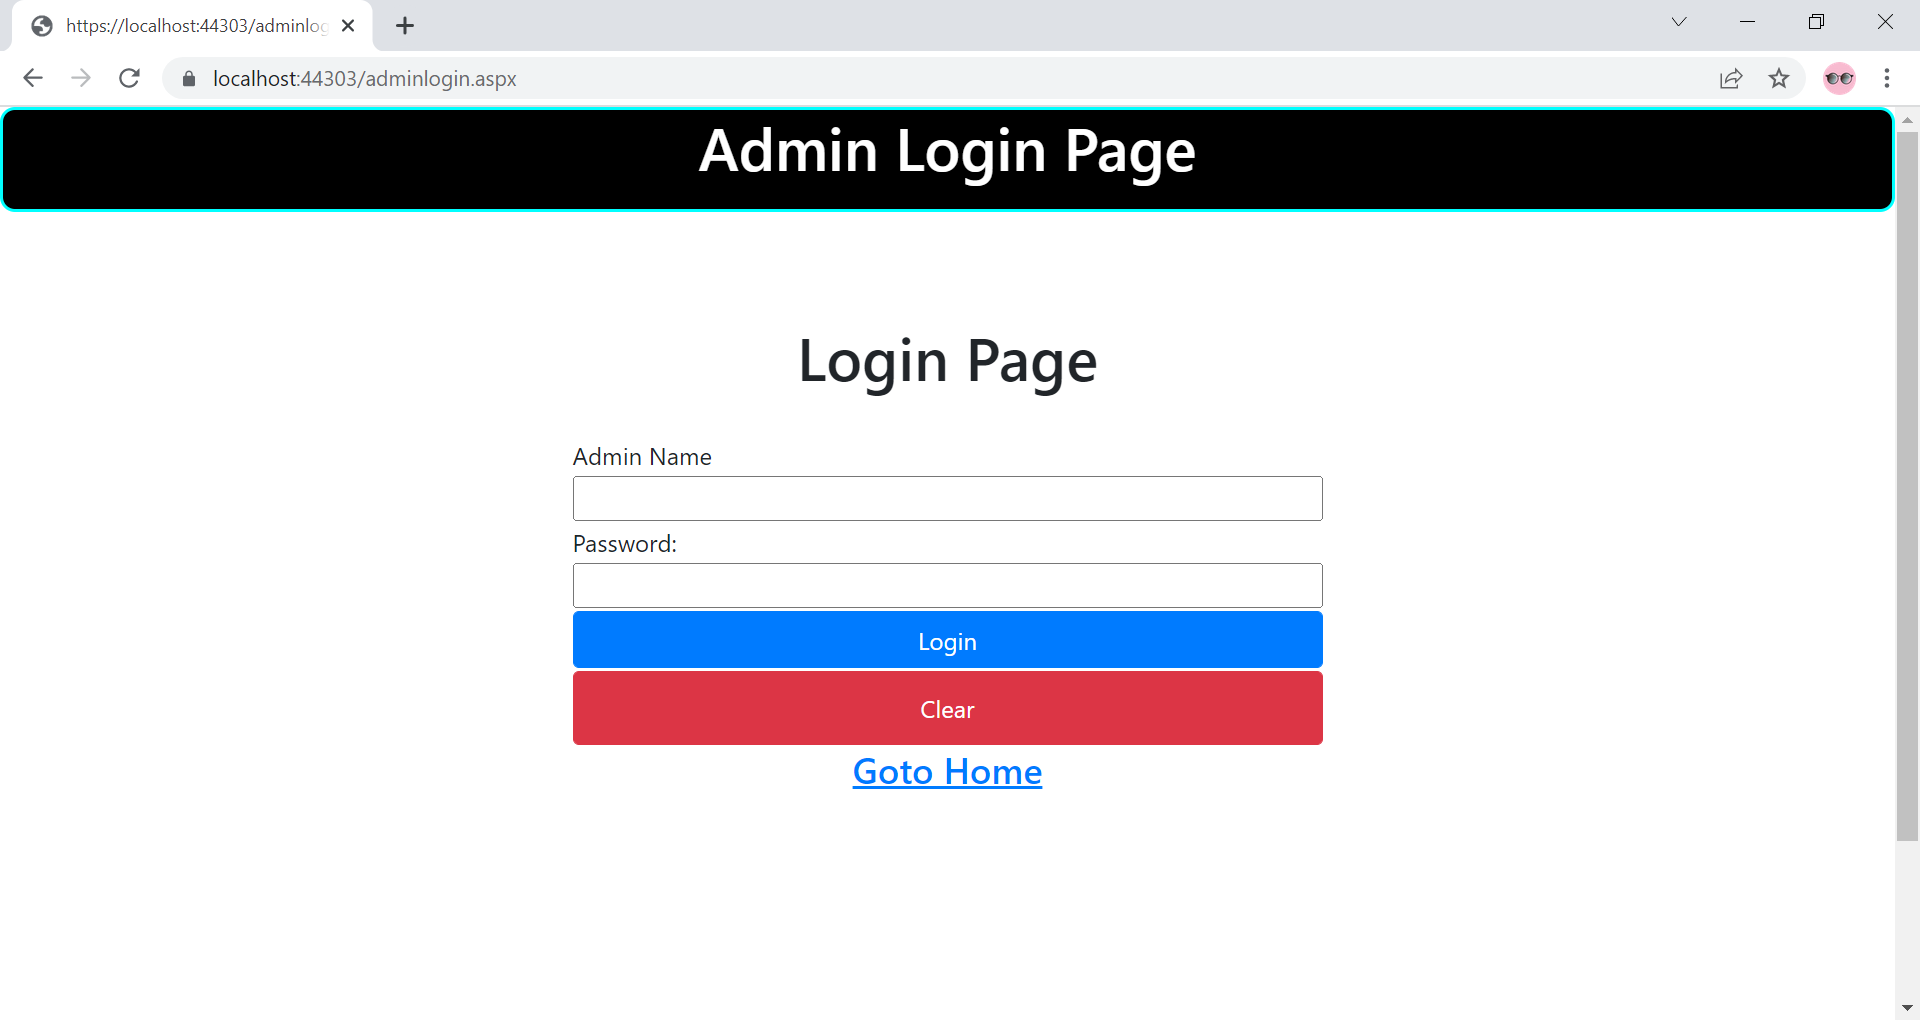 https://localhost:44303/adminlog
localhost:44303/adminlogin.aspx
Admin Login Page
Login Page
Admin Name
Password:
Login
Clear
Goto Home